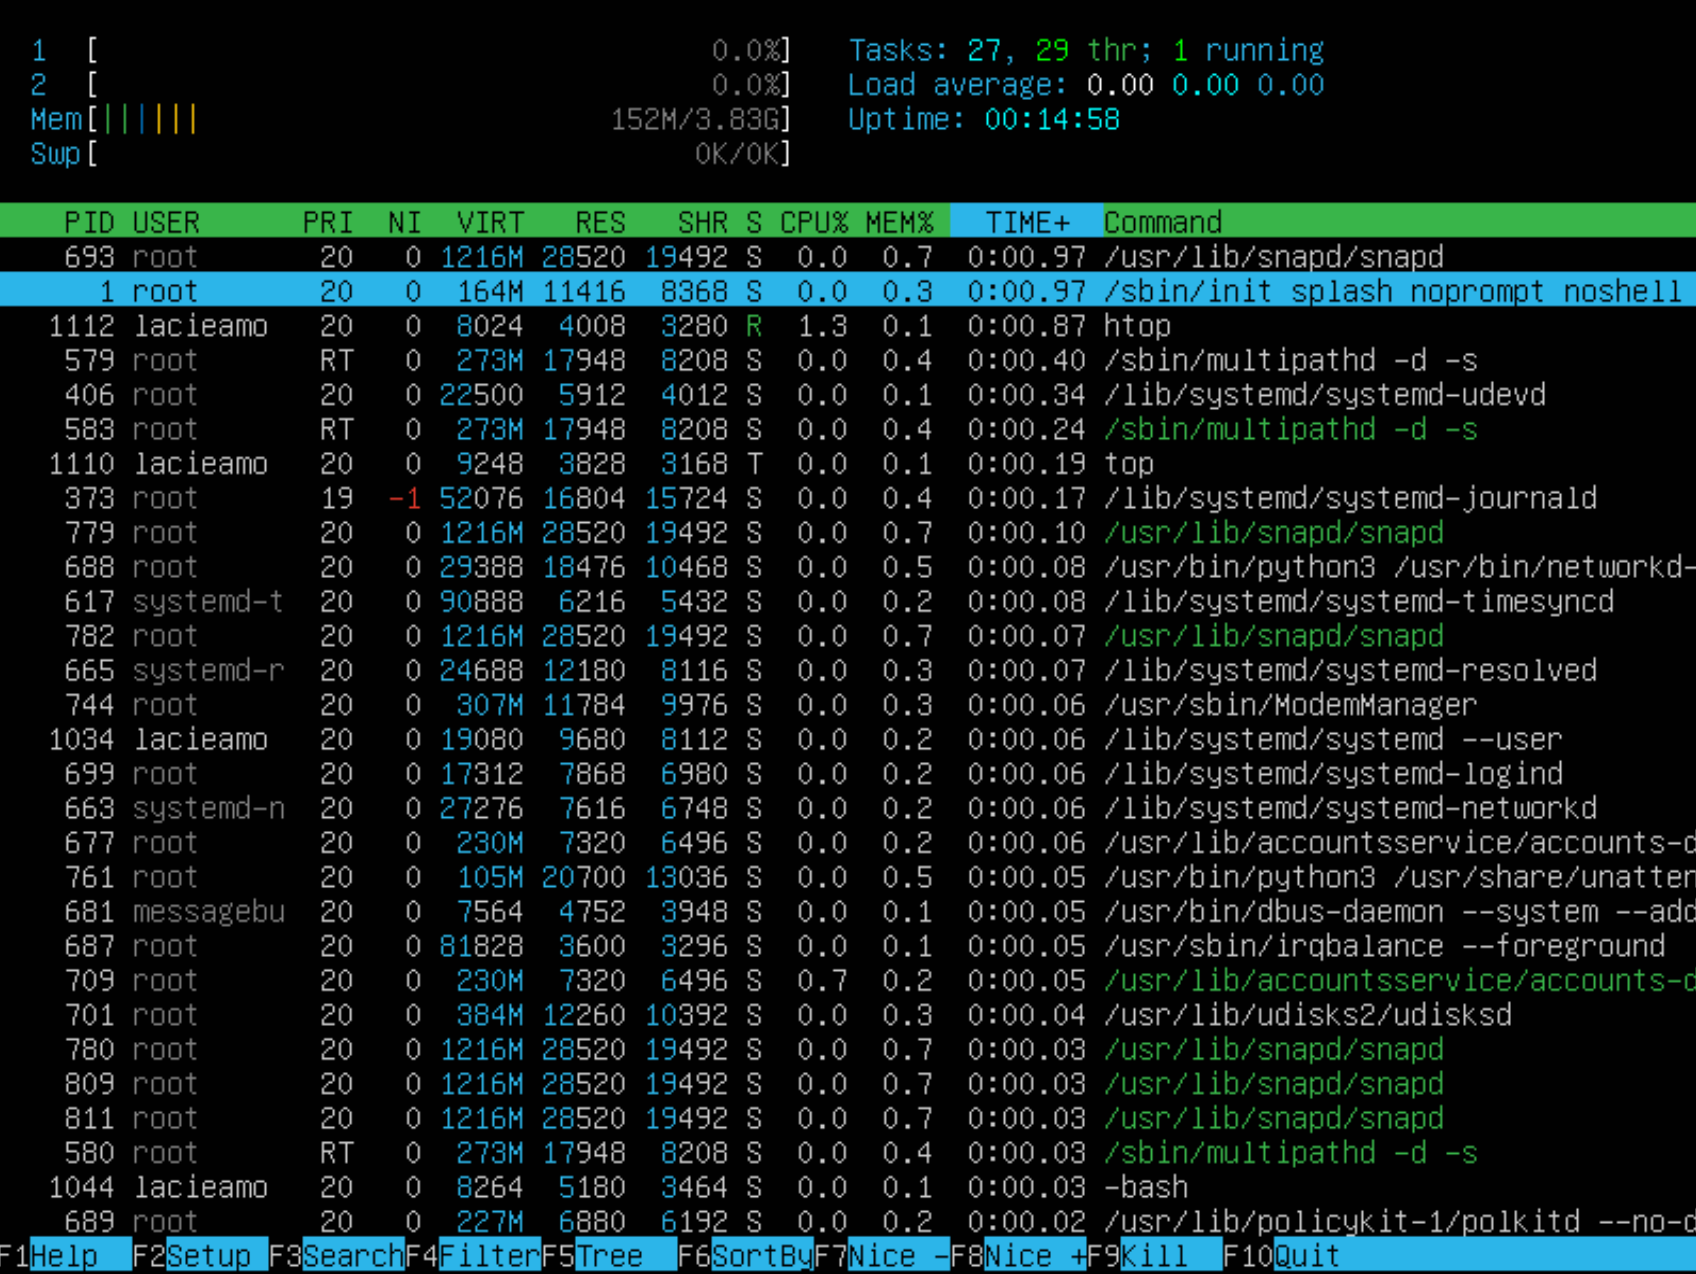 1 [ 0.0%] Tasks: 27, 29 thr; 1 running
2 [ 0.0%] Load average: 0.00 0.00 0.00
Mem[|||||| 152M/3.83G] Uptime: 00:14:58
Swp[ 0K/0K]
PID USER PRI NI VIRT RES SHR S CPU% MEM% TIME+ Command
693 root 20 0 1216M 28520 19492 S 0.0 0.7 0:00.97 /usr/lib/snapd/snapd
1 root 20 0 164M 11416 8368 S 0.0 0.3 0:00.97 /sbin/init splash noprompt noshell
1112 lacieamo 20 0 8024 4008 3280 R 1.3 0.1 0:00.87 htop
579 root RT 0 273M 17948 8208 S 0.0 0.4 0:00.40 /sbin/multipathd -d -s
406 root 20 0 22500 5912 4012 S 0.0 0.1 0:00.34 /lib/systemd/systemd-udevd
583 root RT 0 273M 17948 8208 S 0.0 0.4 0:00.24 /sbin/multipathd -d -s
1110 lacieamo 20 0 9248 3828 3168 T 0.0 0.1 0:00.19 top
373 root 19 -1 52076 16804 15724 S 0.0 0.4 0:00.17 /lib/systemd/systemd-journald
779 root 20 0 1216M 28520 19492 S 0.0 0.7 0:00.10 /usr/lib/snapd/snapd
688 root 20 0 29388 18476 10468 S 0.0 0.5 0:00.08 /usr/bin/python3 /usr/bin/networkd-
617 systemd-t 20 0 90888 6216 5432 S 0.0 0.2 0:00.08 /lib/systemd/systemd-timesyncd
782 root 20 0 1216M 28520 19492 S 0.0 0.7 0:00.07 /usr/lib/snapd/snapd
665 systemd-r 20 0 24688 12180 8116 S 0.0 0.3 0:00.07 /lib/systemd/systemd-resolved
744 root 20 0 307M 11784 9976 S 0.0 0.3 0:00.06 /usr/sbin/ModemManager
1034 lacieamo 20 0 19080 9680 8112 S 0.0 0.2 0:00.06 /lib/systemd/systemd --user
699 root 20 0 17312 7868 6980 S 0.0 0.2 0:00.06 /lib/systemd/systemd-logind
663 systemd-n 20 0 27276 7616 6748 S 0.0 0.2 0:00.06 /lib/systemd/systemd-networkd
677 root 20 0 230M 7320 6496 S 0.0 0.2 0:00.06 /usr/lib/accountsservice/accounts-d
761 root 20 0 105M 20700 13036 S 0.0 0.5 0:00.05 /usr/bin/python3 /usr/share/unatten
681 messagebu 20 0 7564 4752 3948 S 0.0 0.1 0:00.05 /usr/bin/dbus-daemon --system --add
687 root 20 0 81828 3600 3296 S 0.0 0.1 0:00.05 /usr/sbin/irqbalance --foreground
709 root 20 0 230M 7320 6496 S 0.7 0.2 0:00.05 /usr/lib/accountsservice/accounts-d
701 root 20 0 384M 12260 10392 S 0.0 0.3 0:00.04 /usr/lib/udisks2/udisksd
780 root 20 0 1216M 28520 19492 S 0.0 0.7 0:00.03 /usr/lib/snapd/snapd
809 root 20 0 1216M 28520 19492 S 0.0 0.7 0:00.03 /usr/lib/snapd/snapd
811 root 20 0 1216M 28520 19492 S 0.0 0.7 0:00.03 /usr/lib/snapd/snapd
580 root RT 0 273M 17948 8208 S 0.0 0.4 0:00.03 /sbin/multipathd -d -s
1044 lacieamo 20 0 8264 5180 3464 S 0.0 0.1 0:00.03 -bash
689 root 20 0 227M 6880 6192 S 0.0 0.2 0:00.02 /usr/lib/policykit-1/polkitd --no-d
F1Help F2Setup F3SearchF4FilterF5Tree F6SortByF7Nice -F8Nice +F9Kill F10Quit